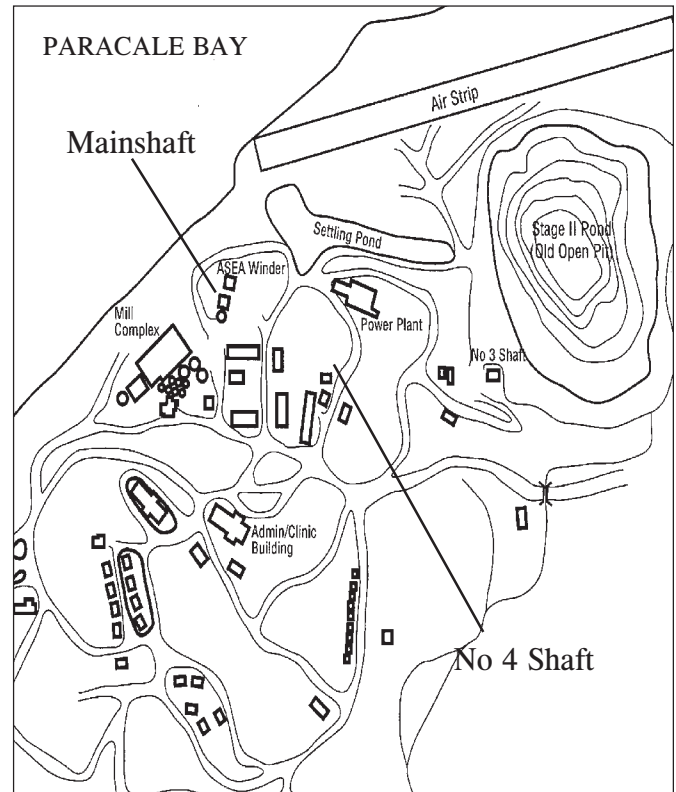 PARACALE BAY
Air Strip
Mainshaft
Settling Pond
Stage II Pond
(Old Open Pit)
ASEA Winder
Mill
Complex
Power Plant
No 3 Shaft
Admin/Clinic
Building
No 4 Shaft